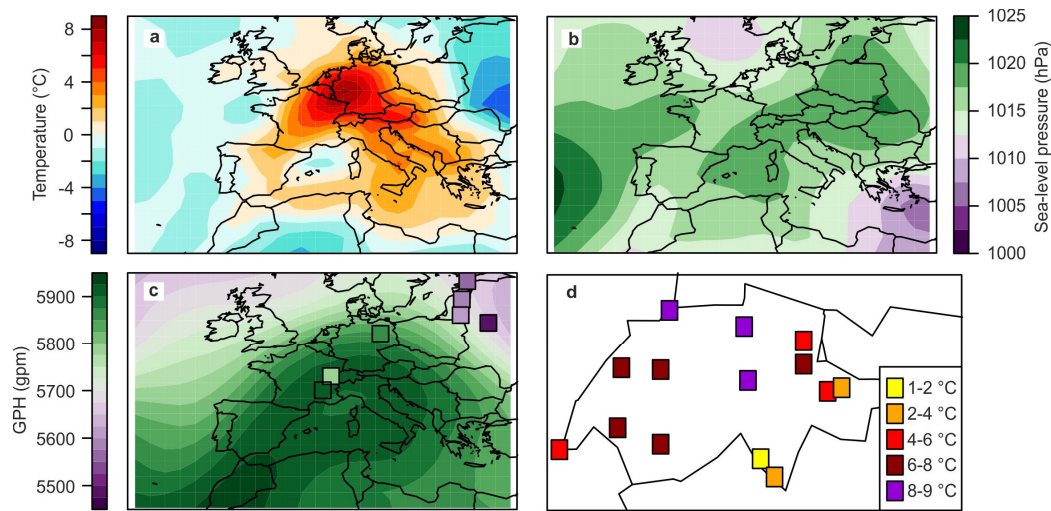 a
8
4
0
-4
-8
Temperature (°C)
b
1025
1020
1015
1010
1005
1000
Sea-level pressure (hPa)
c
5900
5800
5700
5600
5500
GPH (gpm)
d
1-2 °C
2-4 °C
4-6 °C
6-8 °C
8-9 °C